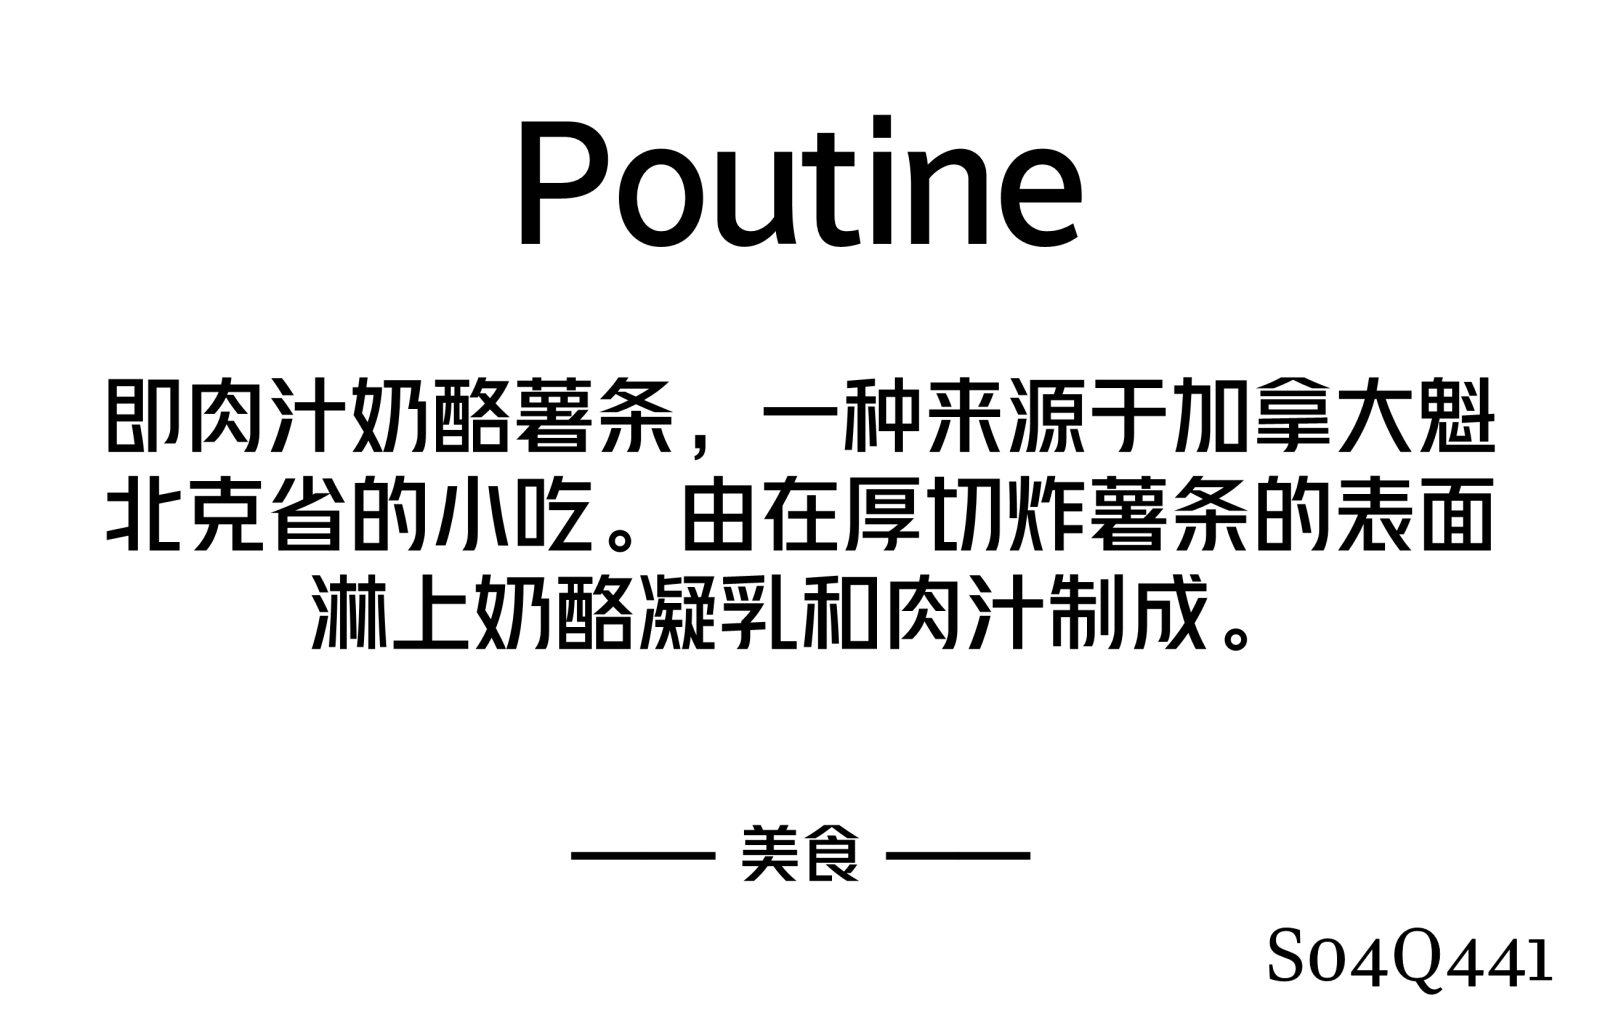 Poutine
即肉汁奶酪薯条，一种来源于加拿大魁
北克省的小吃。由在厚切炸薯条的表面
淋上奶酪凝乳和肉汁制成。
—— 美食 ——
S04Q441